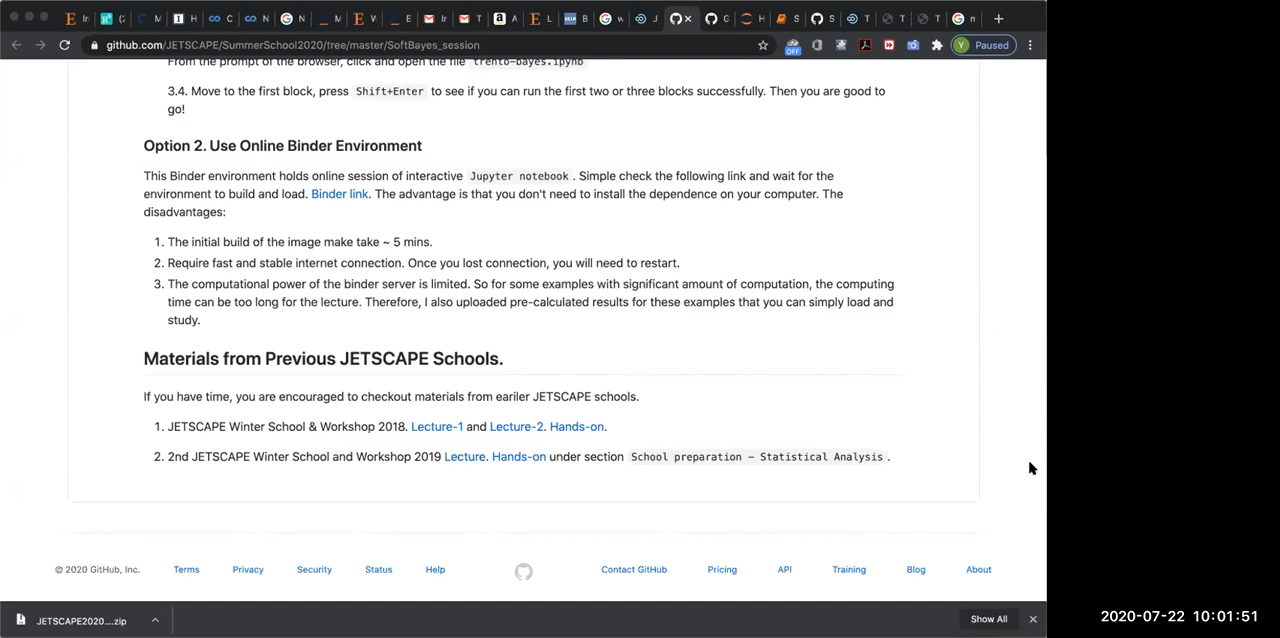 github.com/JETSCAPE/SummerSchool2020/tree/master/SoftBayes_session
OFF
Y Paused
From the prompt of the browser, click and open the file trento-bayes.ipynb
3.4. Move to the first block, press Shift+Enter to see if you can run the first two or three blocks successfully. Then you are good to
go!
Option 2. Use Online Binder Environment
This Binder environment holds online session of interactive Jupyter notebook . Simple check the following link and wait for the
environment to build and load. Binder link. The advantage is that you don't need to install the dependence on your computer. The
disadvantages:
1. The initial build of the image make take ~ 5 mins.
2. Require fast and stable internet connection. Once you lost connection, you will need to restart.
3. The computational power of the binder server is limited. So for some examples with significant amount of computation, the computing
time can be too long for the lecture. Therefore, I also uploaded pre-calculated results for these examples that you can simply load and
study.
Materials from Previous JETSCAPE Schools.
If you have time, you are encouraged to checkout materials from eariler JETSCAPE schools.
1. JETSCAPE Winter School & Workshop 2018. Lecture-1 and Lecture-2. Hands-on.
2. 2nd JETSCAPE Winter School and Workshop 2019 Lecture. Hands-on under section School preparation - Statistical Analysis .
© 2020 GitHub, Inc. Terms Privacy Security Status Help Contact GitHub Pricing API Training Blog About
JETSCAPE2020....zip Show All
2020-07-22 10:01:51